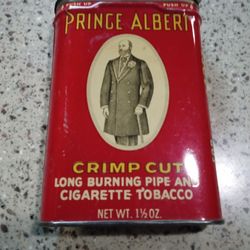 PUSH UP PUSH UP
PRINCE ALBERT
CRIMP CUT
LONG BURNING PIPE AND
CIGARETTE TOBACCO
NET WT. 1½ OZ.